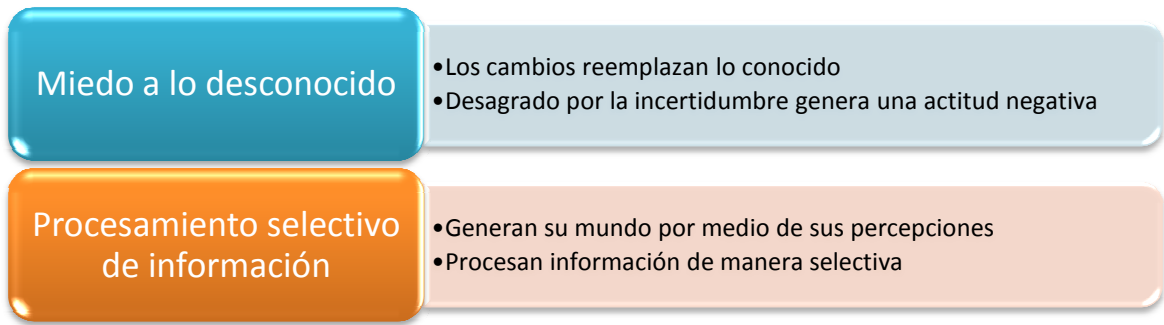 Miedo a lo desconocido
•Los cambios reemplazan lo conocido
•Desagrado por la incertidumbre genera una actitud negativa
Procesamiento selectivo
de información
•Generan su mundo por medio de sus percepciones
•Procesan información de manera selectiva